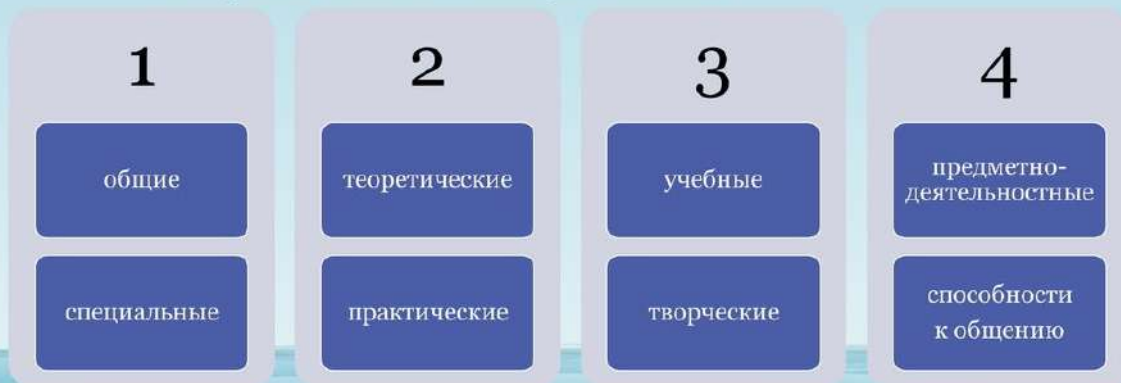 1
общие
специальные
2
теоретические
практические
3
учебные
творческие
4
предметно-
деятельностные
способности
к общению